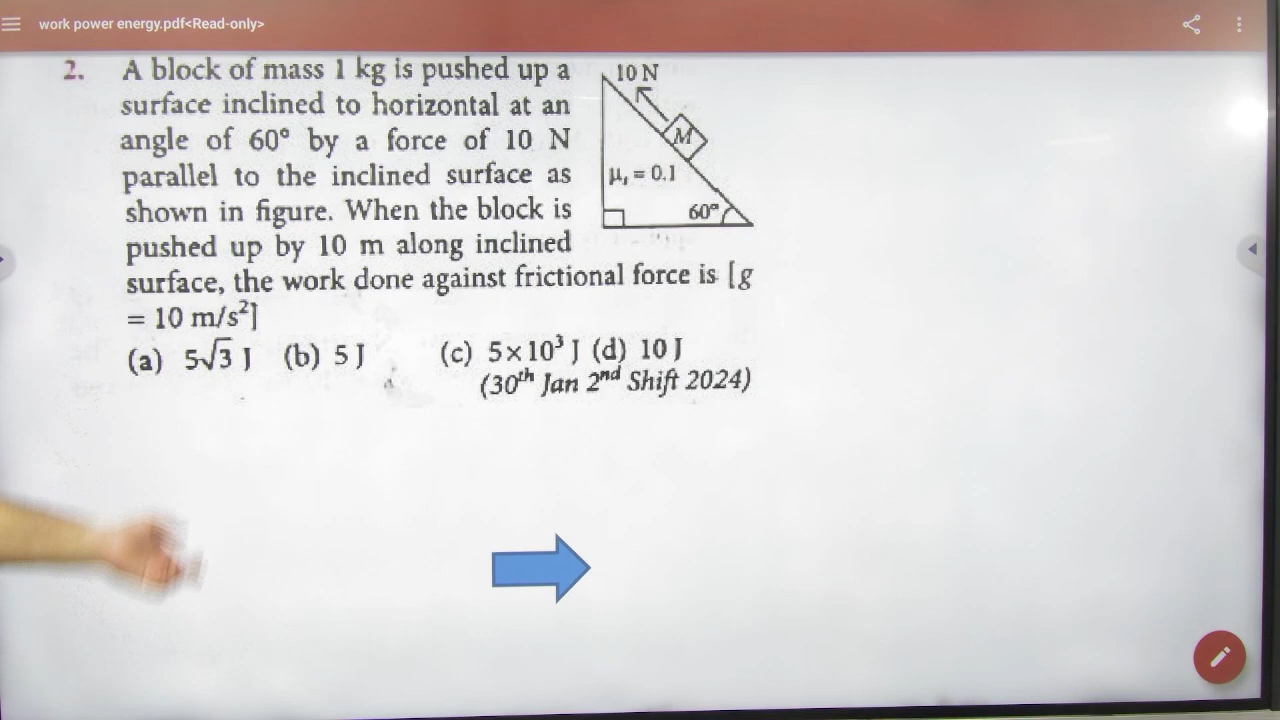 work power energy.pdf<Read-only>
2. A block of mass 1 kg is pushed up a
surface inclined to horizontal at an
angle of 60° by a force of 10 N
parallel to the inclined surface as
shown in figure. When the block is
pushed up by 10 m along inclined
surface, the work done against frictional force is [g
= 10 m/s²]
(a) 5√3 J (b) 5 J (c) 5×10³ J (d) 10 J
(30th Jan 2nd Shift 2024)
10 N
M
μₛ = 0.1
60°